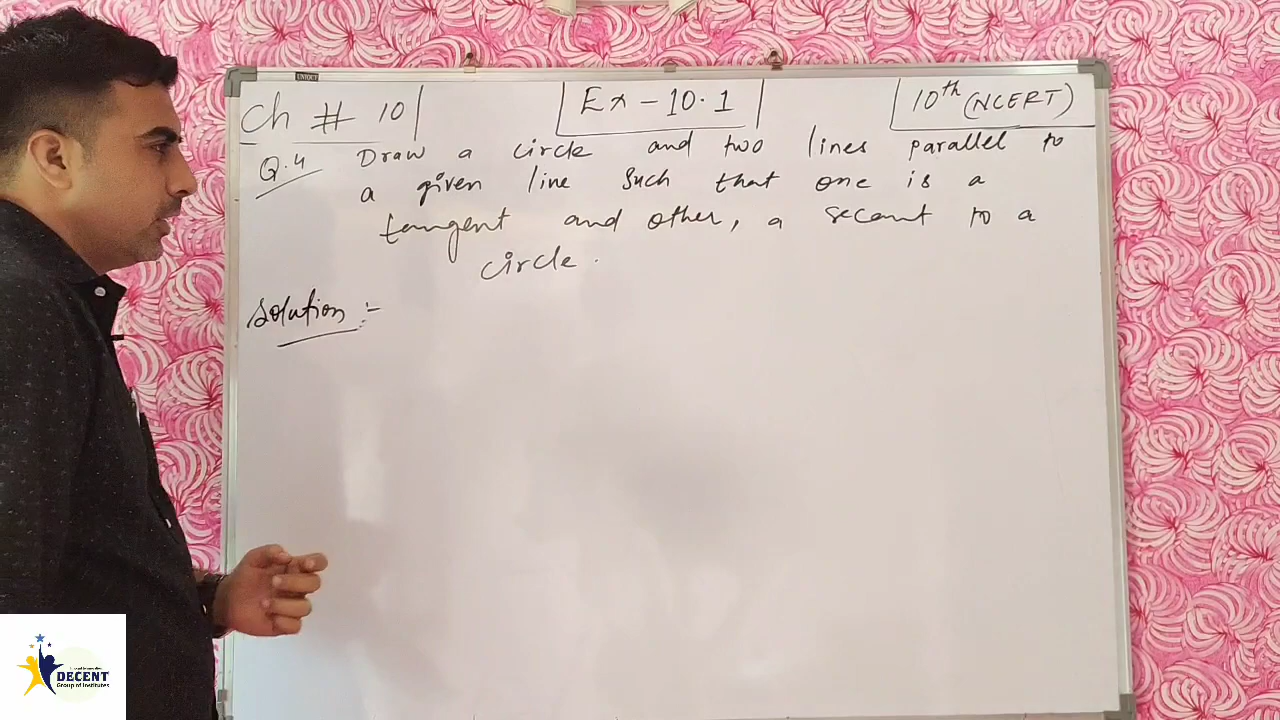 UNIOCT
Ch # 10
Ex - 10.1
10th (NCERT)
Q.4 Draw a circle and two lines parallel to
a given line such that one is a
tangent and other, a secant to a
circle.
Solution :-
DECENT
Group of Institutes